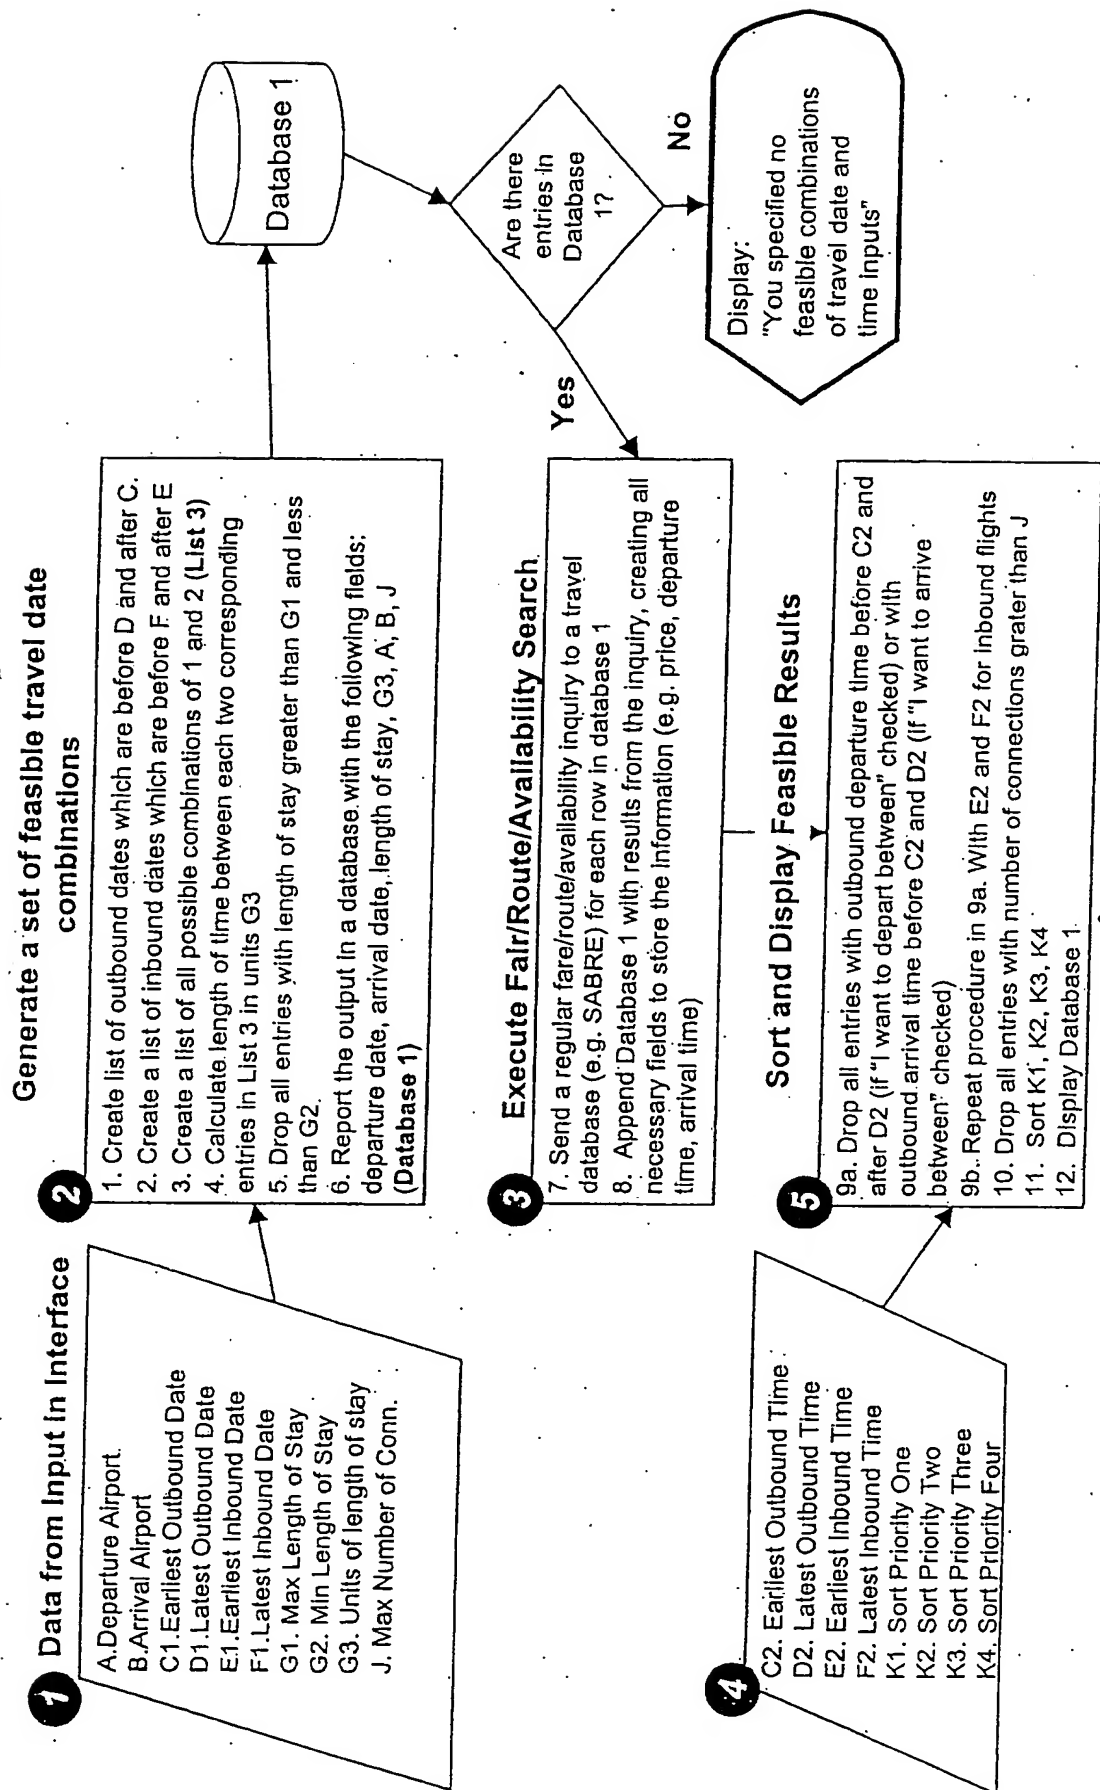 1
Data from Input in Interface
A.Departure Airport.
B.Arrival Airport
C1.Earliest Outbound Date
D1.Latest Outbound Date
E1.Earliest Inbound Date
F1.Latest Inbound Date
G1. Max Length of Stay
G2. Min Length of Stay
G3. Units of length of stay
J. Max Number of Conn.
2
Generate a set of feasible travel date
combinations
1. Create list of outbound dates which are before D and after C.
2. Create a list of inbound dates which are before F and after E
3. Create a list of all possible combinations of 1 and 2 (List 3)
4. Calculate length of time between each two corresponding
entries in List 3 in units G3
5. Drop all entries with length of stay greater than G1 and less
than G2.
6. Report the output in a database with the following fields:
departure date, arrival date, length of stay, G3, A, B, J
(Database 1)
Database 1
Are there
entries in
Database
1?
Yes
No
Display:
"You specified no
feasible combinations
of travel date and
time inputs"
3
Execute Fair/Route/Availability Search
7. Send a regular fare/route/availability inquiry to a travel
database (e.g. SABRE) for each row in database 1
8. Append Database 1 with results from the inquiry, creating all
necessary fields to store the information (e.g. price, departure
time, arrival time)
4
C2. Earliest Outbound Time
D2. Latest Outbound Time
E2. Earliest Inbound Time
F2. Latest Inbound Time
K1. Sort Priority One
K2. Sort Priority Two
K3. Sort Priority Three
K4. Sort Priority Four
5
Sort and Display Feasible Results
9a. Drop all entries with outbound departure time before C2 and
after D2 (if "I want to depart between" checked) or with
outbound arrival time before C2 and D2 (if "I want to arrive
between" checked)
9b. Repeat procedure in 9a. With E2 and F2 for Inbound flights
10. Drop all entries with number of connections grater than J
11. Sort K1, K2, K3, K4
12. Display Database 1